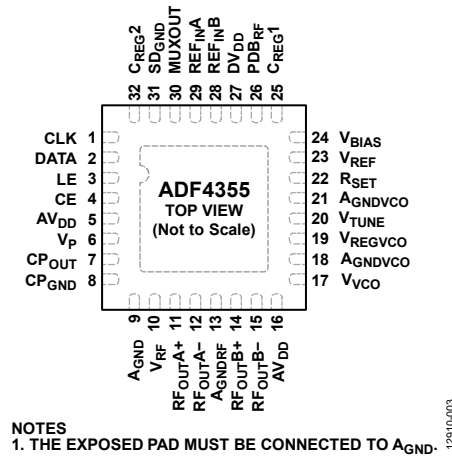 32 CREG2
31 SDGND
30 MUXOUT
29 REFINA
28 REFINB
27 DVDD
26 PDBRF
25 CREG1
CLK 1
DATA 2
LE 3
CE 4
AVDD 5
VP 6
CPOUT 7
CPGND 8
ADF4355
TOP VIEW
(Not to Scale)
24 VBIAS
23 VREF
22 RSET
21 AGNDVCO
20 VTUNE
19 VREGVCO
18 AGNDVCO
17 VVCO
AGND 9
VRF 10
RFOUTA+ 11
RFOUTA− 12
AGNDRF 13
RFOUTB+ 14
RFOUTB− 15
AVDD 16
NOTES
1. THE EXPOSED PAD MUST BE CONNECTED TO AGND.
12910-003